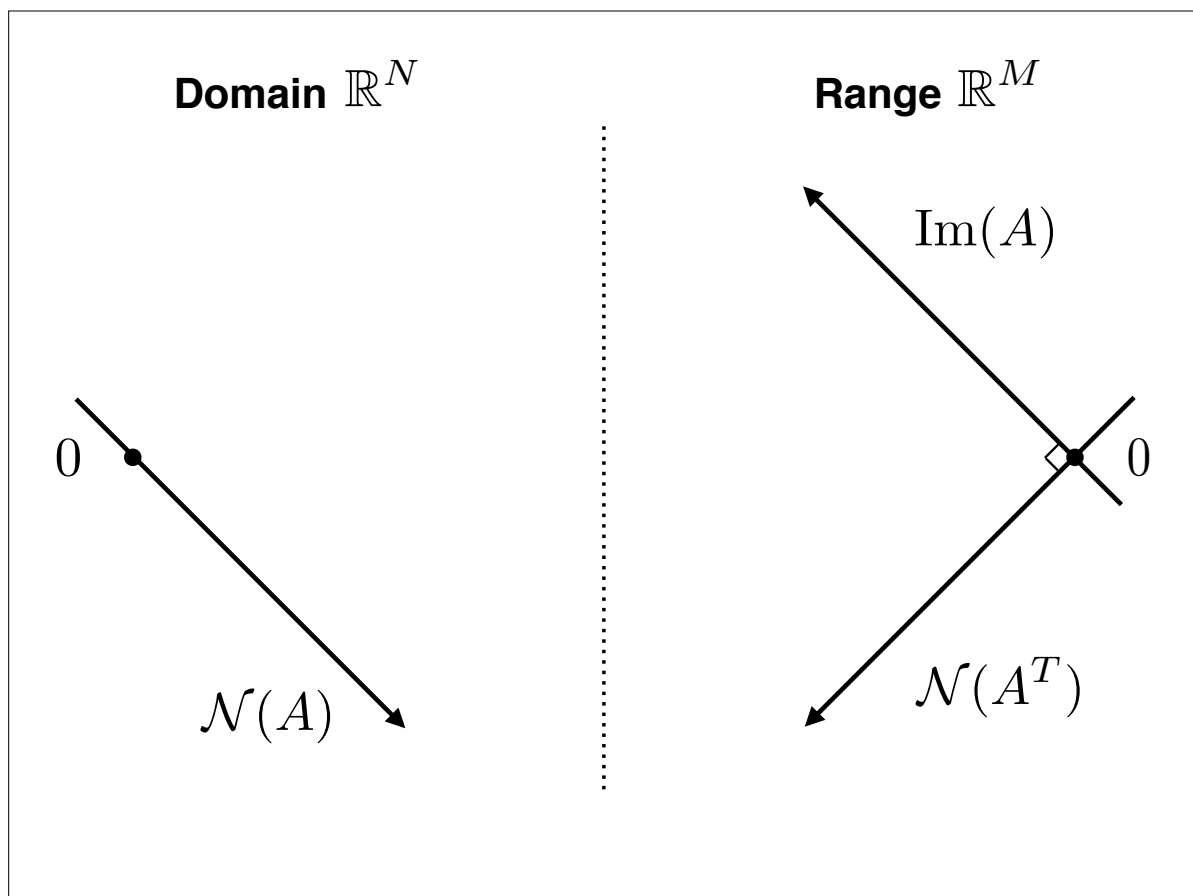 Domain ℝ^N
Range ℝ^M
Im(A)
0
0
𝒩(A)
𝒩(A^T)